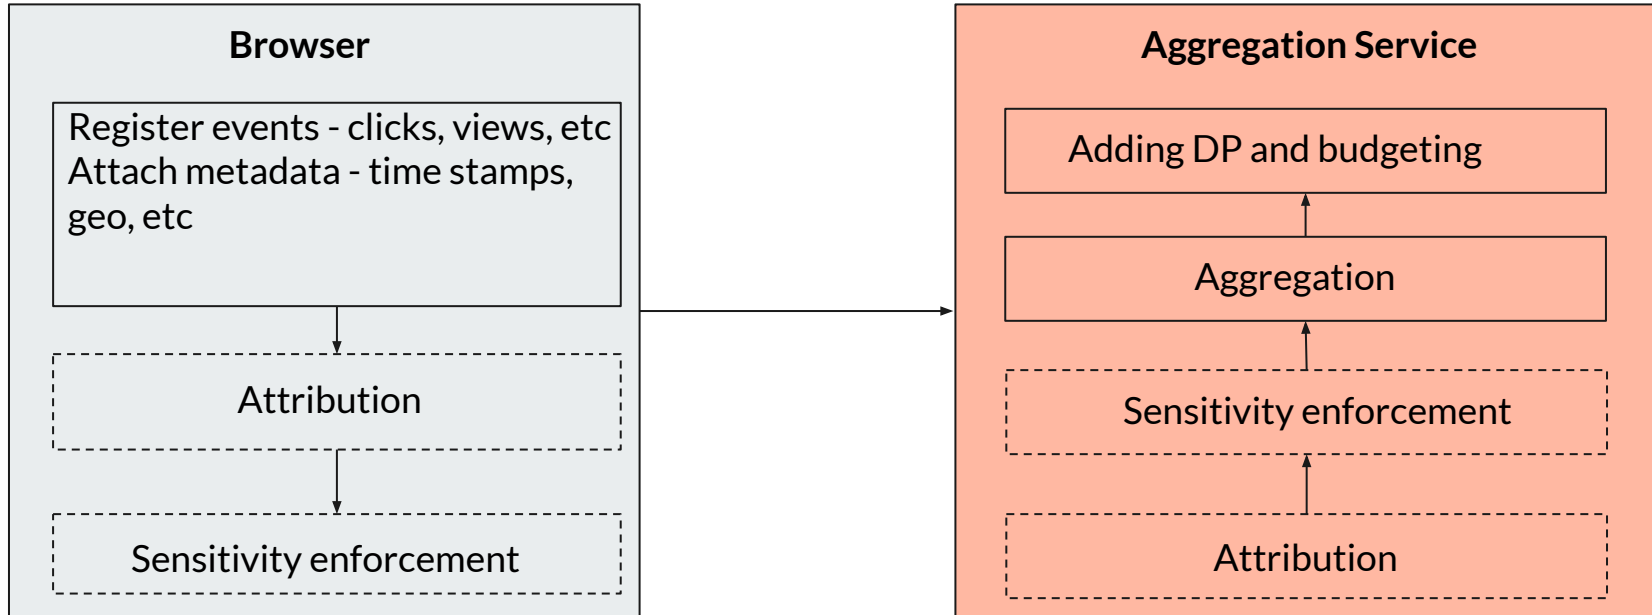 Browser
Register events - clicks, views, etc
Attach metadata - time stamps,
geo, etc
Attribution
Sensitivity enforcement
Aggregation Service
Adding DP and budgeting
Aggregation
Sensitivity enforcement
Attribution